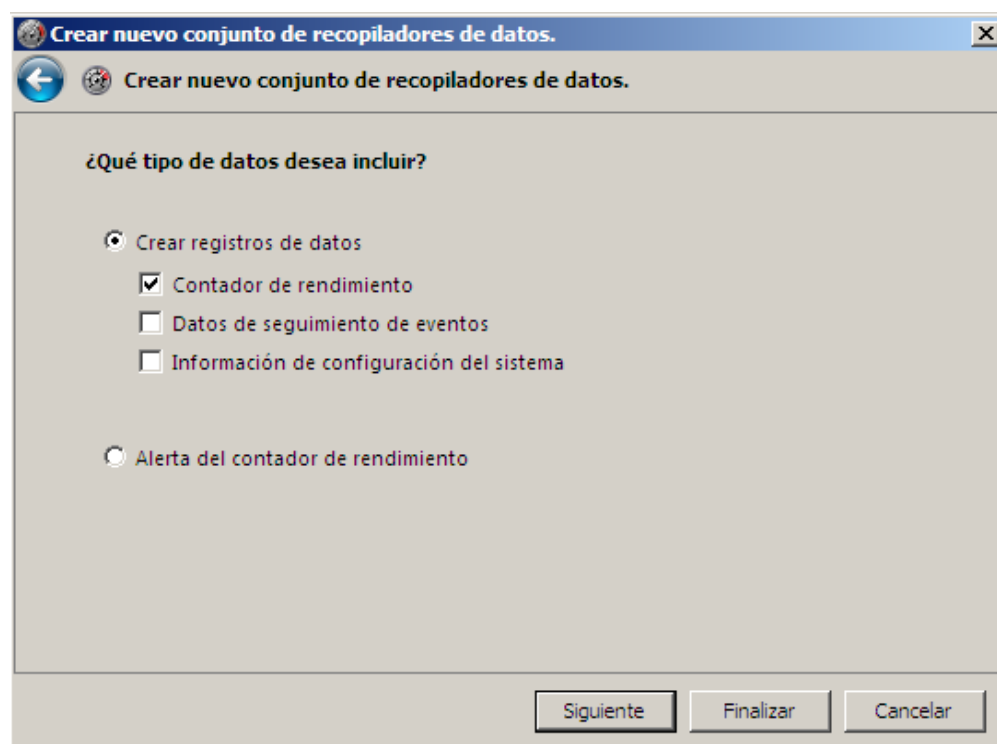 Crear nuevo conjunto de recopiladores de datos.
Crear nuevo conjunto de recopiladores de datos.
¿Qué tipo de datos desea incluir?
Crear registros de datos
Contador de rendimiento
Datos de seguimiento de eventos
Información de configuración del sistema
Alerta del contador de rendimiento
Siguiente Finalizar Cancelar